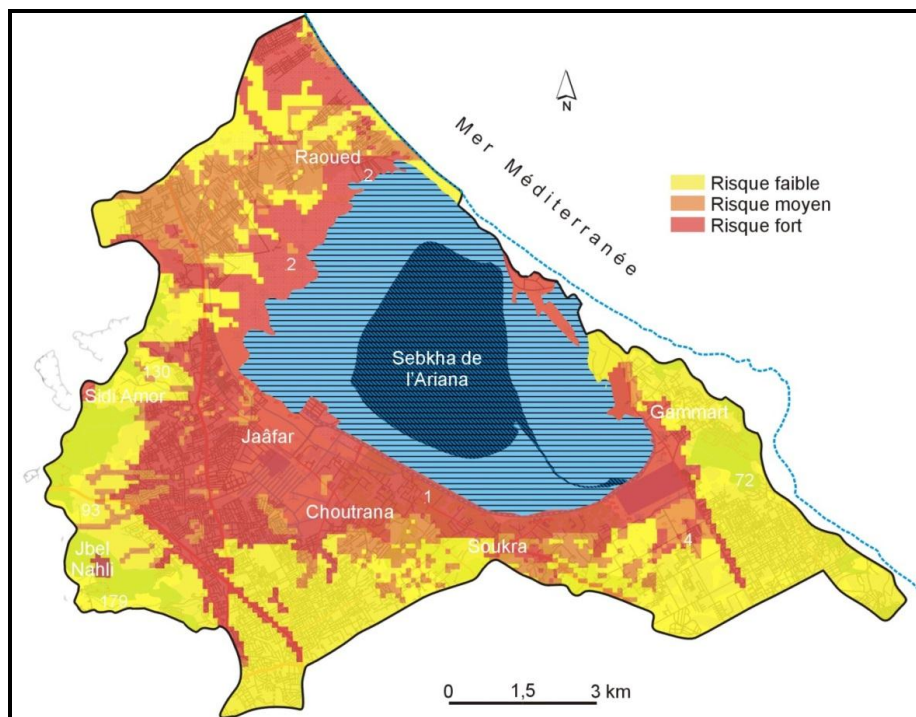 N
Mer Méditerranée
Risque faible
Risque moyen
Risque fort
Raoued
2
2
Sebkha de
l'Ariana
130
Sidi Amor
Gammart
Jaâfar
72
1
93
Choutrana
4
Soukra
Jbel
Nahli
179
0 1,5 3 km